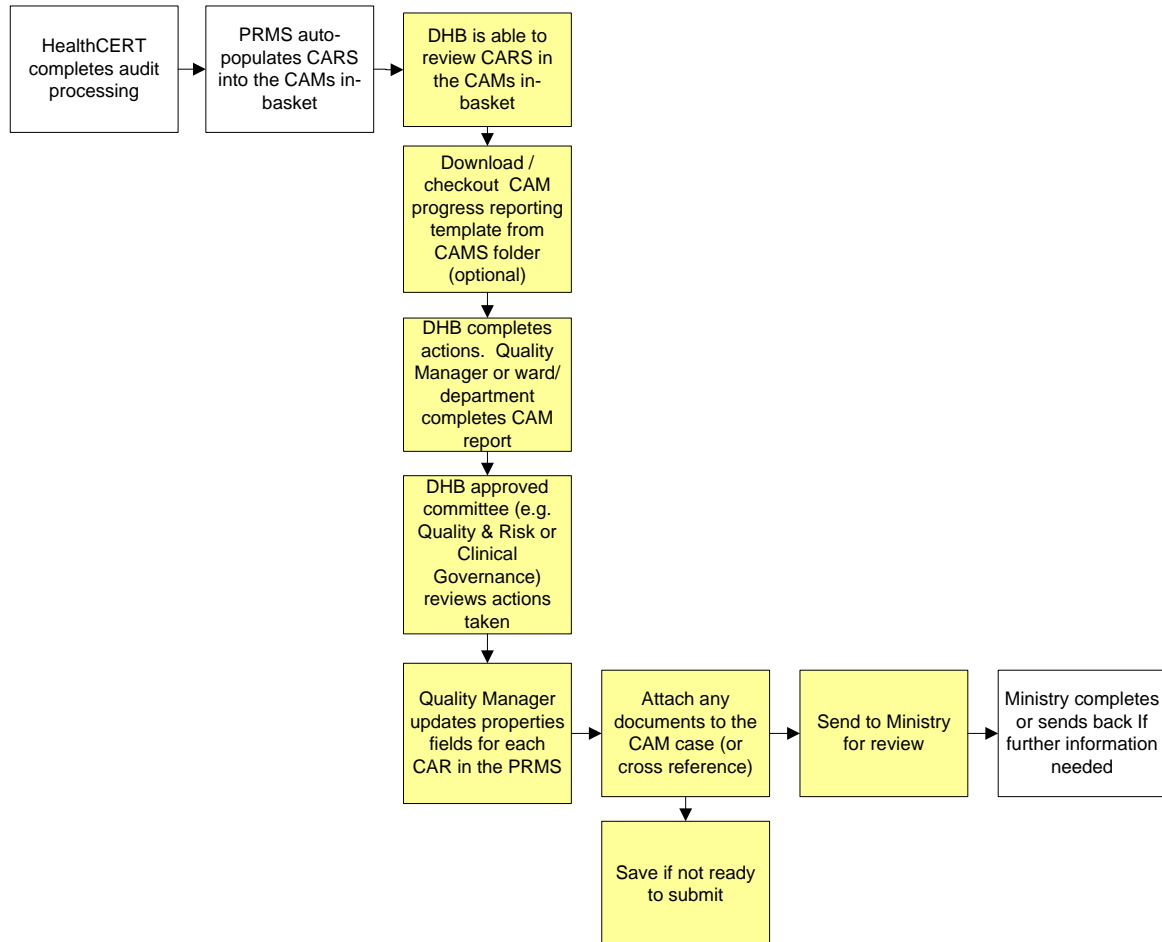 HealthCERT
completes audit
processing
PRMS auto-
populates CARS
into the CAMs in-
basket
DHB is able to
review CARS in
the CAMs in-
basket
Download /
checkout  CAM
progress reporting
template from
CAMS folder
(optional)
DHB completes
actions.  Quality
Manager or ward/
department
completes CAM
report
DHB approved
committee (e.g.
Quality & Risk or
Clinical
Governance)
reviews actions
taken
Quality Manager
updates properties
fields for each
CAR in the PRMS
Attach any
documents to the
CAM case (or
cross reference)
Send to Ministry
for review
Ministry completes
or sends back If
further information
needed
Save if not ready
to submit